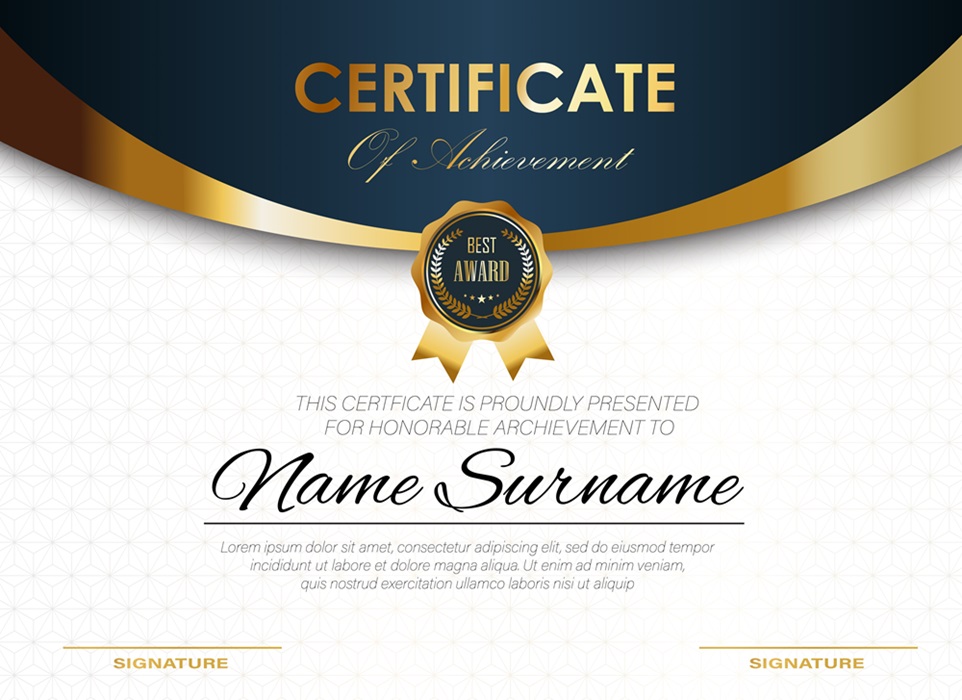 CERTIFICATE
Of Achievement
BEST
AWARD
THIS CERTFICATE IS PROUNDLY PRESENTED
FOR HONORABLE ARCHIEVEMENT TO
Name Surname
Lorem ipsum dolor sit amet, consectetur adipiscing elit, sed do eiusmod tempor
incididunt ut labore et dolore magna aliqua. Ut enim ad minim veniam,
quis nostrud exercitation ullamco laboris nisi ut aliquip
SIGNATURE
SIGNATURE